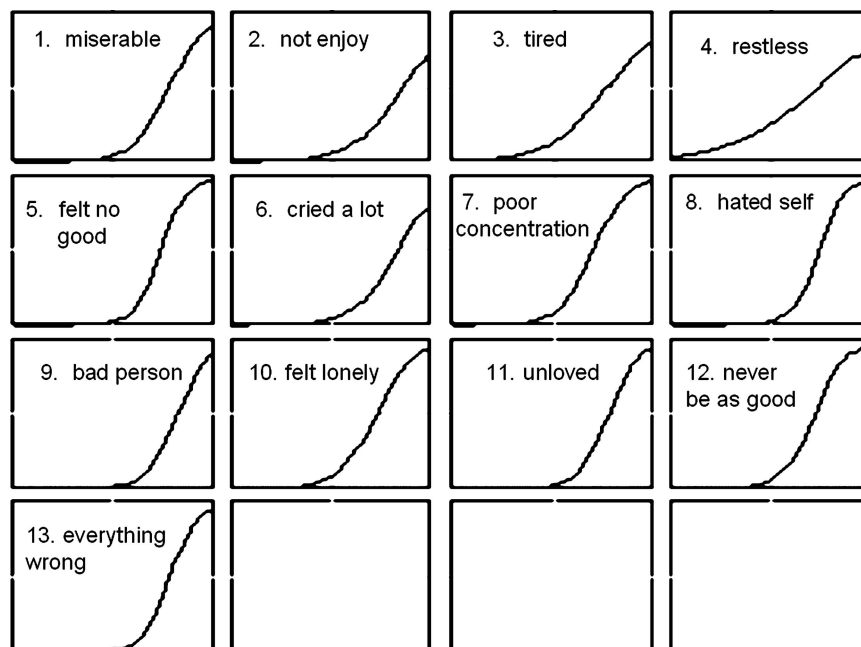 1. miserable
2. not enjoy
3. tired
4. restless
5. felt no
good
6. cried a lot
7. poor
concentration
8. hated self
9. bad person
10. felt lonely
11. unloved
12. never
be as good
13. everything
wrong